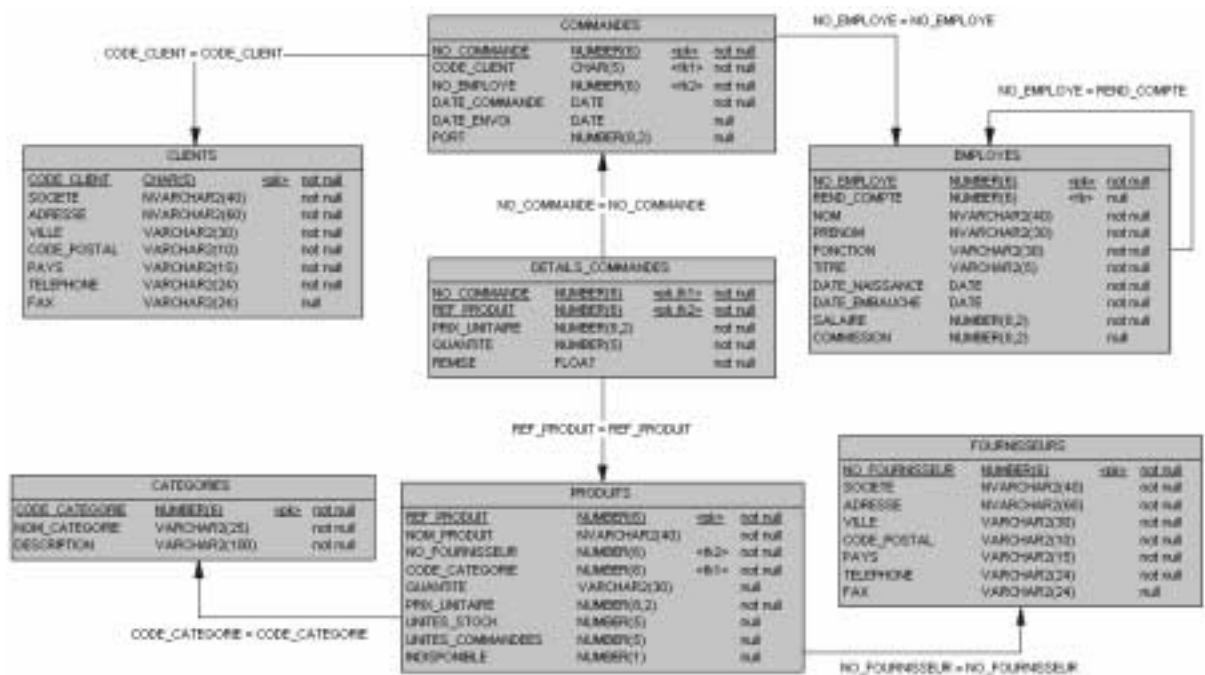 COMMANDES
NO_COMMANDE NUMBER(6) <pk> not null
CODE_CLIENT CHAR(5) <fk1> not null
NO_EMPLOYE NUMBER(6) <fk2> not null
DATE_COMMANDE DATE not null
DATE_ENVOI DATE null
PORT NUMBER(8,2) null
CODE_CLIENT = CODE_CLIENT
NO_EMPLOYE = NO_EMPLOYE
NO_EMPLOYE = REND_COMPTE
CLIENTS
CODE_CLIENT CHAR(5) <pk> not null
SOCIETE NVARCHAR2(40) not null
ADRESSE NVARCHAR2(60) not null
VILLE VARCHAR2(30) not null
CODE_POSTAL VARCHAR2(10) not null
PAYS VARCHAR2(15) not null
TELEPHONE VARCHAR2(24) not null
FAX VARCHAR2(24) null
EMPLOYES
NO_EMPLOYE NUMBER(6) <pk> not null
REND_COMPTE NUMBER(6) <fk> null
NOM NVARCHAR2(40) not null
PRENOM NVARCHAR2(30) not null
FONCTION VARCHAR2(30) not null
TITRE VARCHAR2(5) not null
DATE_NAISSANCE DATE not null
DATE_EMBAUCHE DATE not null
SALAIRE NUMBER(8,2) not null
COMMISSION NUMBER(8,2) null
NO_COMMANDE = NO_COMMANDE
DETAILS_COMMANDES
NO_COMMANDE NUMBER(6) <pk,fk1> not null
REF_PRODUIT NUMBER(6) <pk,fk2> not null
PRIX_UNITAIRE NUMBER(8,2) not null
QUANTITE NUMBER(5) not null
REMISE FLOAT not null
REF_PRODUIT = REF_PRODUIT
CATEGORIES
CODE_CATEGORIE NUMBER(6) <pk> not null
NOM_CATEGORIE VARCHAR2(25) not null
DESCRIPTION VARCHAR2(100) not null
PRODUITS
REF_PRODUIT NUMBER(6) <pk> not null
NOM_PRODUIT NVARCHAR2(40) not null
NO_FOURNISSEUR NUMBER(6) <fk2> not null
CODE_CATEGORIE NUMBER(6) <fk1> not null
QUANTITE VARCHAR2(30) null
PRIX_UNITAIRE NUMBER(8,2) not null
UNITES_STOCK NUMBER(5) null
UNITES_COMMANDEES NUMBER(5) null
INDISPONIBLE NUMBER(1) null
FOURNISSEURS
NO_FOURNISSEUR NUMBER(6) <pk> not null
SOCIETE NVARCHAR2(40) not null
ADRESSE NVARCHAR2(60) not null
VILLE VARCHAR2(30) not null
CODE_POSTAL VARCHAR2(10) not null
PAYS VARCHAR2(15) not null
TELEPHONE VARCHAR2(24) not null
FAX VARCHAR2(24) null
CODE_CATEGORIE = CODE_CATEGORIE
NO_FOURNISSEUR = NO_FOURNISSEUR